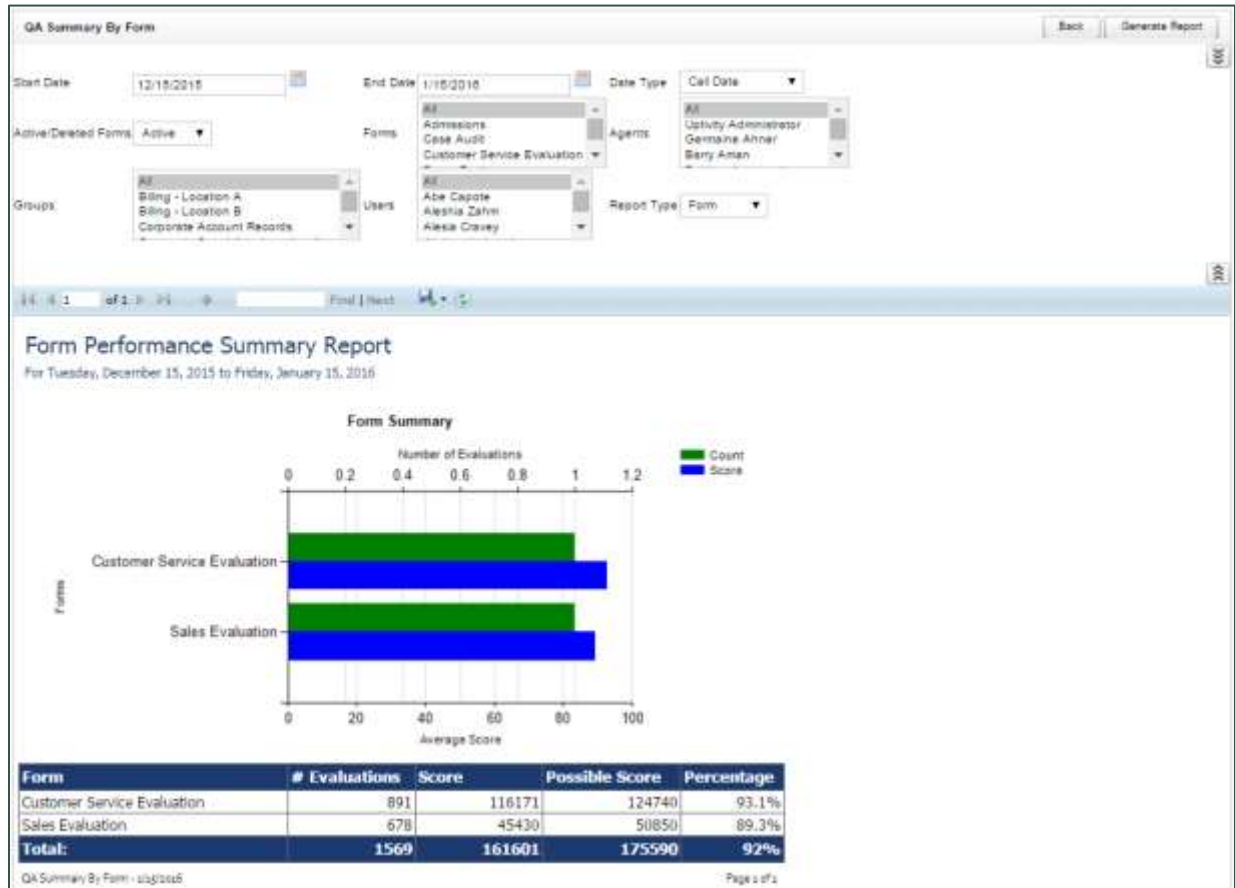 QA Summary By Form
Back
Generate Report
Start Date
12/15/2015
End Date
1/15/2016
Date Type
Call Date
Active/Deleted Forms
Active
Forms
All
Admissions
Case Audit
Customer Service Evaluation
Agents
All
Uptivity Administrator
Germaine Ahner
Barry Aman
Groups
All
Billing - Location A
Billing - Location B
Corporate Account Records
Users
All
Abe Capote
Aleshia Zahm
Alesia Cravey
Report Type
Form
1 of 1
Find | Next
Form Performance Summary Report
For Tuesday, December 15, 2015 to Friday, January 15, 2016
Form Summary
Number of Evaluations
0 0.2 0.4 0.6 0.8 1 1.2
Count
Score
Forms
Customer Service Evaluation
Sales Evaluation
0 20 40 60 80 100
Average Score
Form # Evaluations Score Possible Score Percentage
Customer Service Evaluation 891 116171 124740 93.1%
Sales Evaluation 678 45430 50850 89.3%
Total: 1569 161601 175590 92%
QA Summary By Form - 1/15/2016
Page 1 of 1